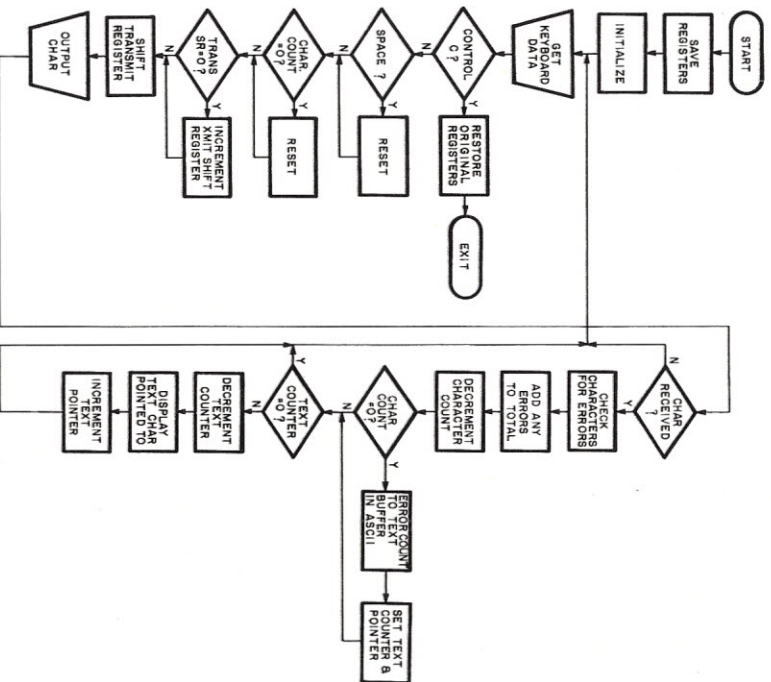 START
SAVE
REGISTERS
INITIALIZE
GET
KEYBOARD
DATA
CONTROL
C?
N
Y
RESTORE
ORIGINAL
REGISTERS
EXIT
SPACE ?
N
Y
RESET
CHAR.
COUNT
=0?
N
Y
RESET
TRANS
SR=0?
N
Y
INCREMENT
XMIT SHIFT
REGISTER
SHIFT
TRANSMIT
REGISTER
OUTPUT
CHAR
CHAR
RECEIVED
?
N
Y
CHECK
CHARACTERS
FOR ERRORS
ADD ANY
ERRORS
TO TOTAL
DECREMENT
CHARACTER
COUNT
CHAR
COUNT
=0?
N
Y
ERROR COUNT
TO TEXT
BUFFER
IN ASCII
SET TEXT
COUNTER &
POINTER
TEXT
COUNTER
=0?
Y
N
DECREMENT
TEXT
COUNTER
DISPLAY
TEXT CHAR
POINTED TO
INCREMENT
TEXT
POINTER